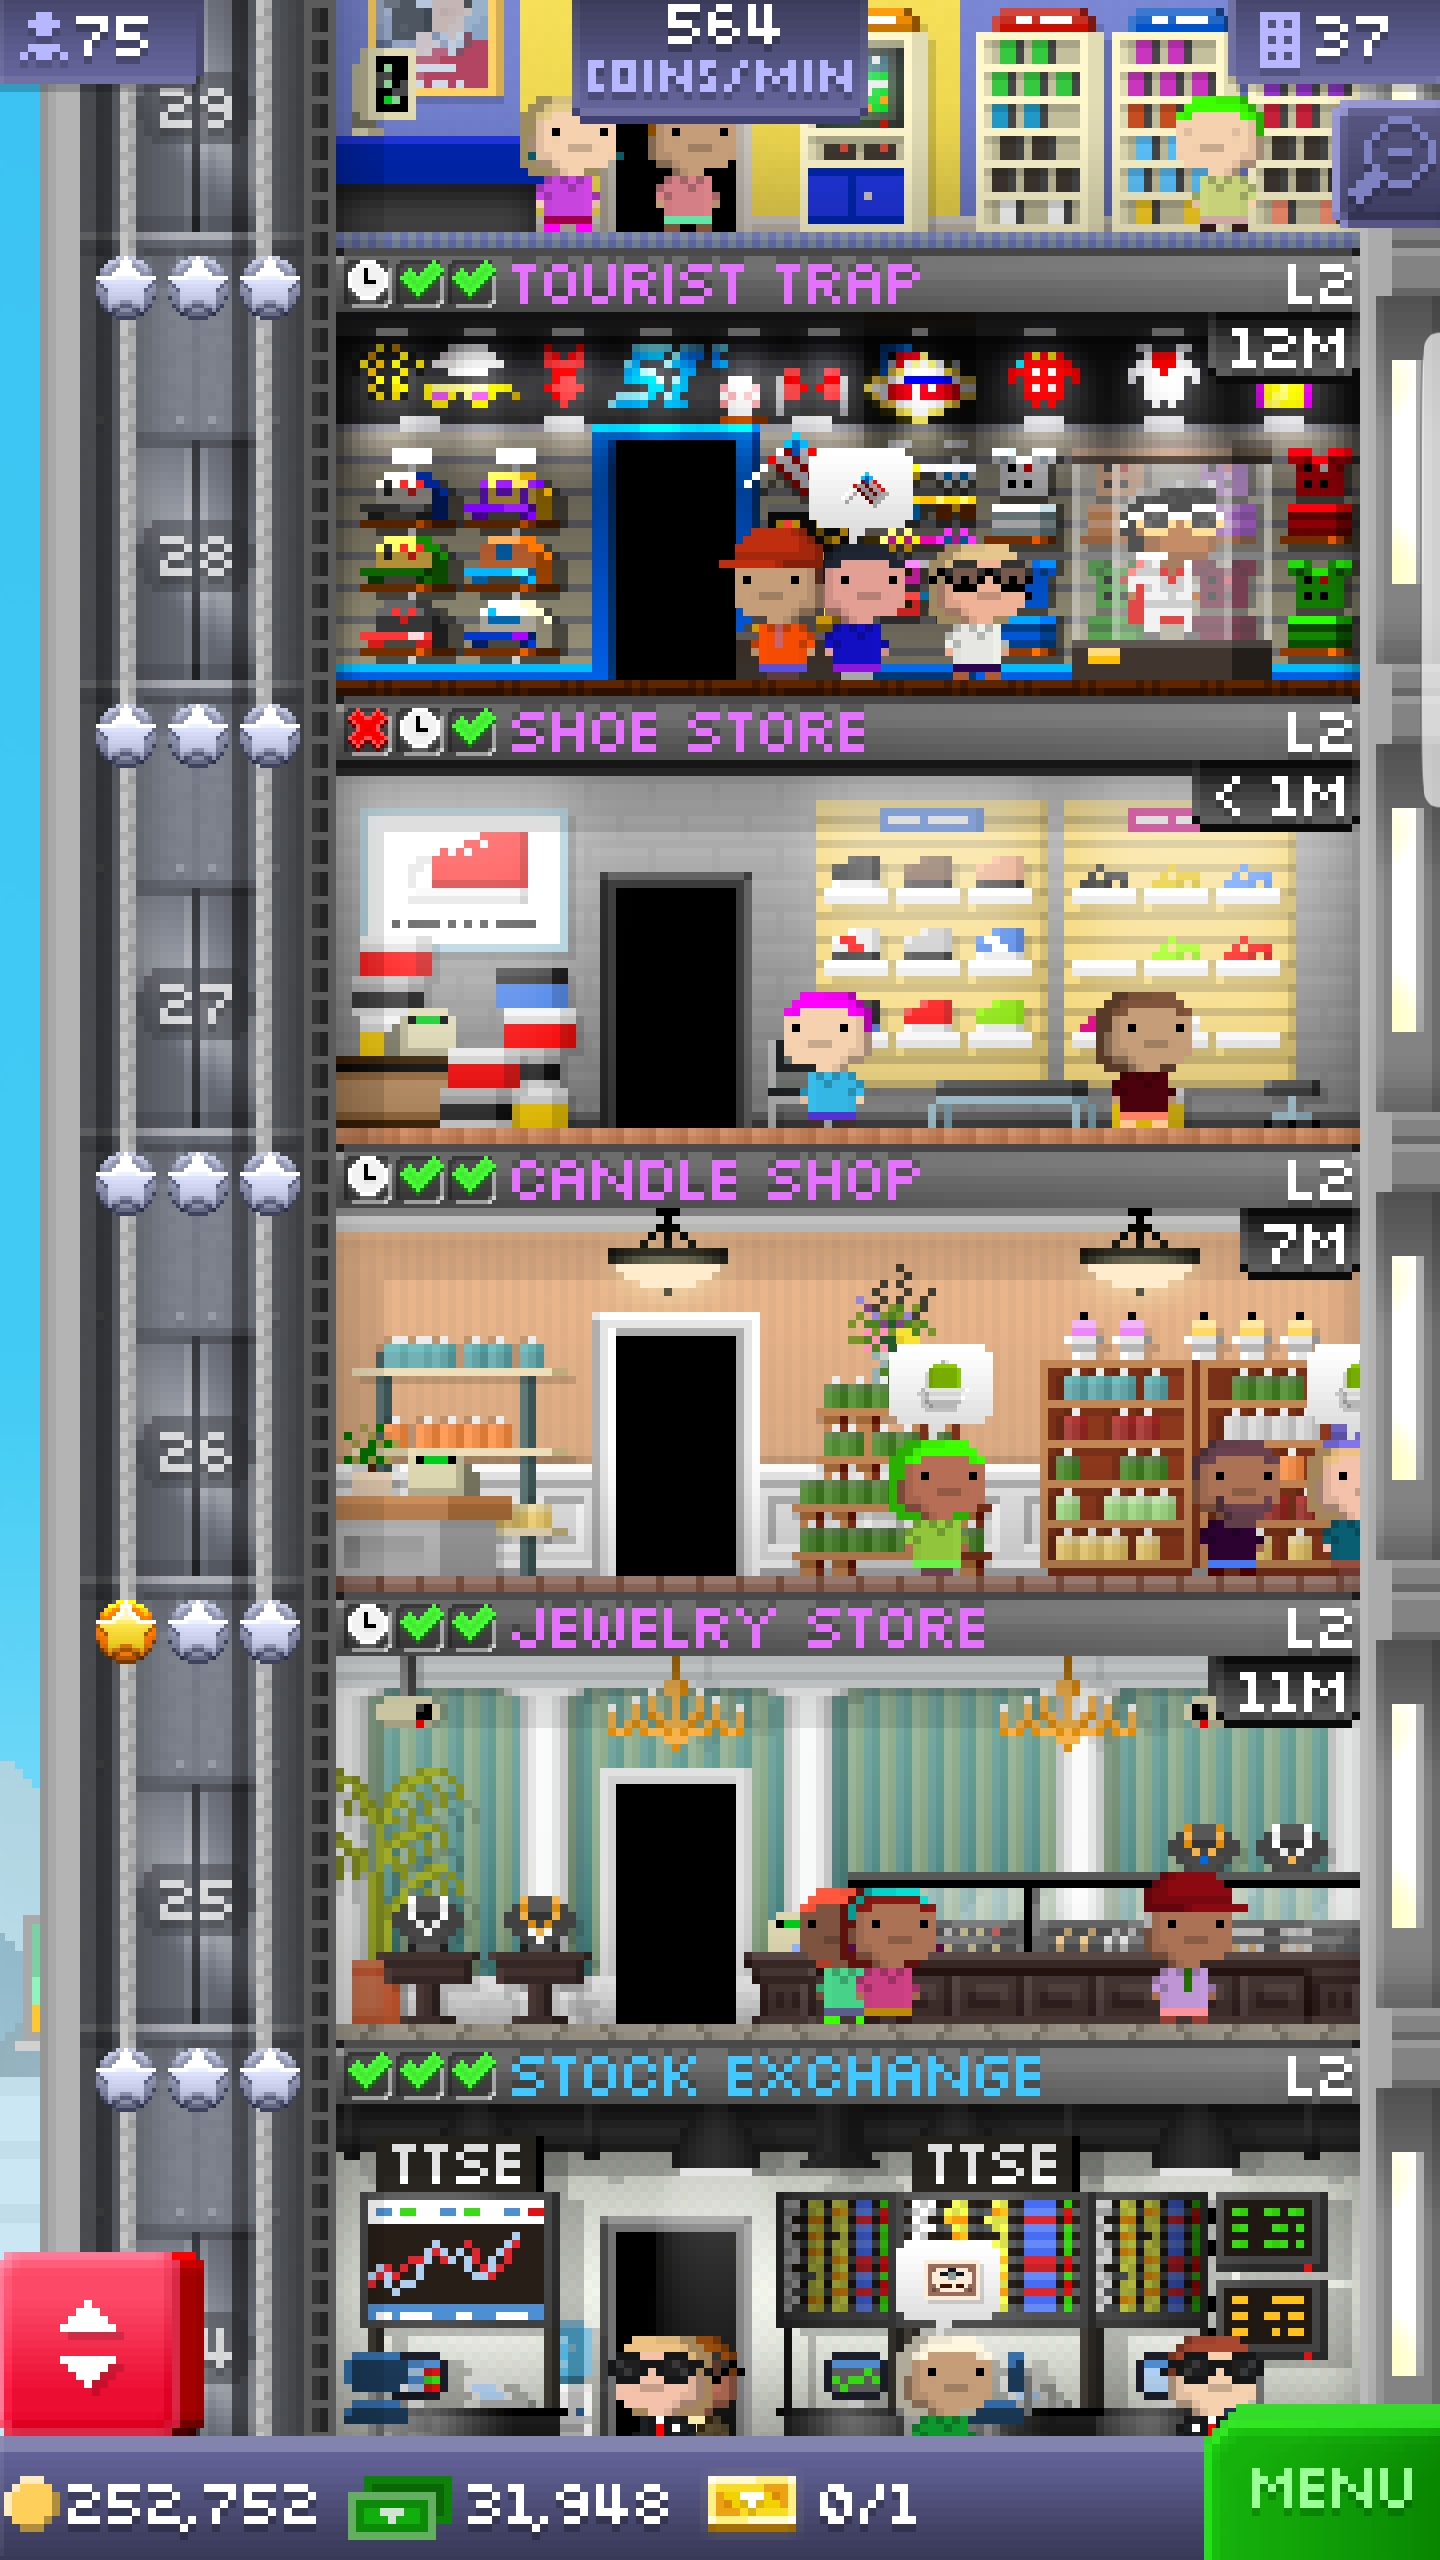 75
564
COINS/MIN
37
29
TOURIST TRAP
L2
12M
28
SHOE STORE
L2
< 1M
27
CANDLE SHOP
L2
7M
26
JEWELRY STORE
L2
11M
25
STOCK EXCHANGE
L2
TTSE
TTSE
4
252,752
31,948
0/1
MENU